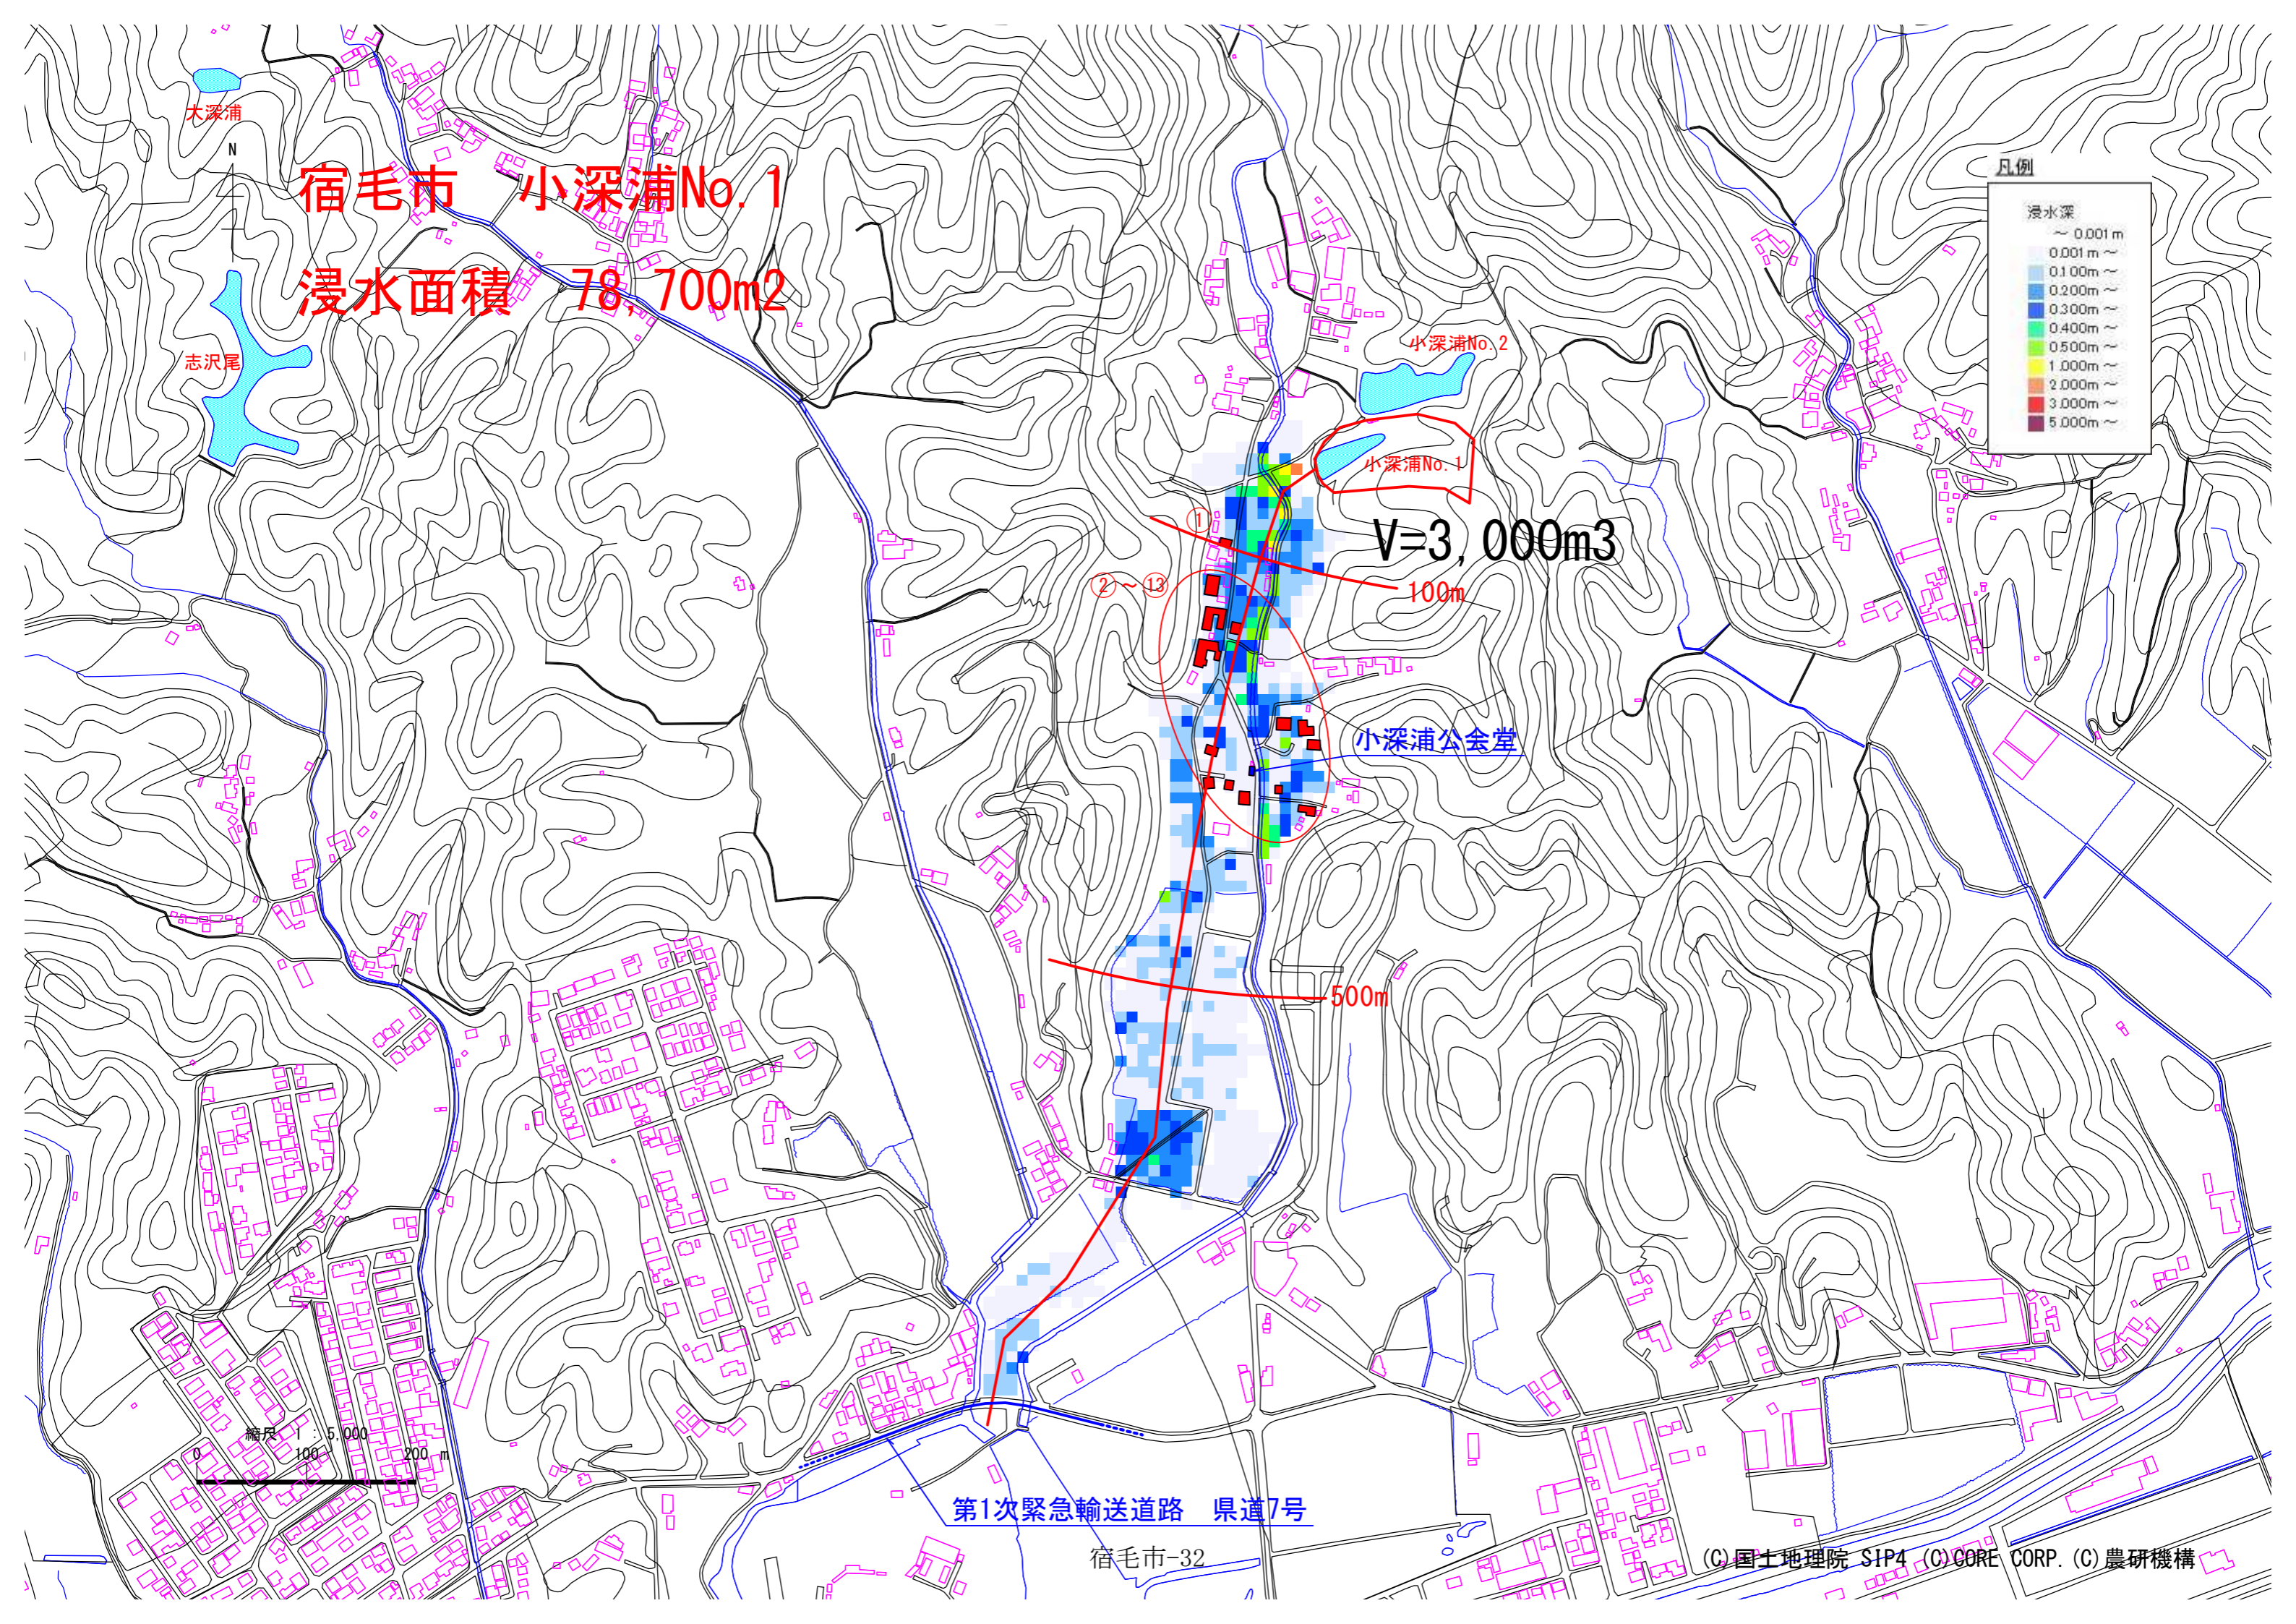 大深浦
N
宿毛市　小深浦No.1
浸水面積　78,700m2
志沢尾
凡例
浸水深
～ 0.001m
0.001m ～
0.100m ～
0.200m ～
0.300m ～
0.400m ～
0.500m ～
1.000m ～
2.000m ～
3.000m ～
5.000m ～
小深浦No.2
小深浦No.1
①
V=3,000m3
②～⑬
100m
小深浦公会堂
500m
縮尺 1 : 5,000
0 100 200 m
第1次緊急輸送道路　県道7号
宿毛市-32
(C)国土地理院 SIP4 (C)CORE CORP.(C)農研機構